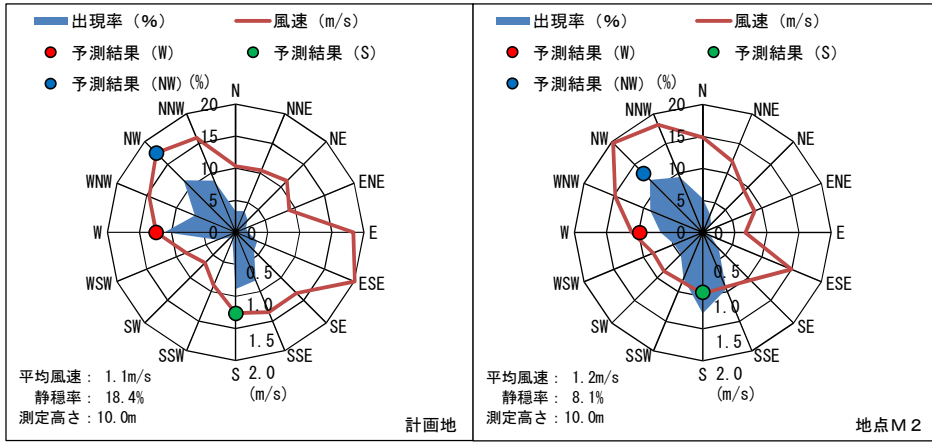 出現率（%） 風速（m/s）
予測結果（W） 予測結果（S）
予測結果（NW）
(%)
N
NNE
NE
ENE
E
ESE
SE
SSE
S
SSW
SW
WSW
W
WNW
NW
NNW
20
15
10
5
0
0
0.5
1.0
1.5
2.0
(m/s)
平均風速： 1.1m/s
静穏率： 18.4%
測定高さ：10.0m
計画地
出現率（%） 風速（m/s）
予測結果（W） 予測結果（S）
予測結果（NW）
(%)
N
NNE
NE
ENE
E
ESE
SE
SSE
S
SSW
SW
WSW
W
WNW
NW
NNW
20
15
10
5
0
0
0.5
1.0
1.5
2.0
(m/s)
平均風速： 1.2m/s
静穏率： 8.1%
測定高さ：10.0m
地点Ｍ２